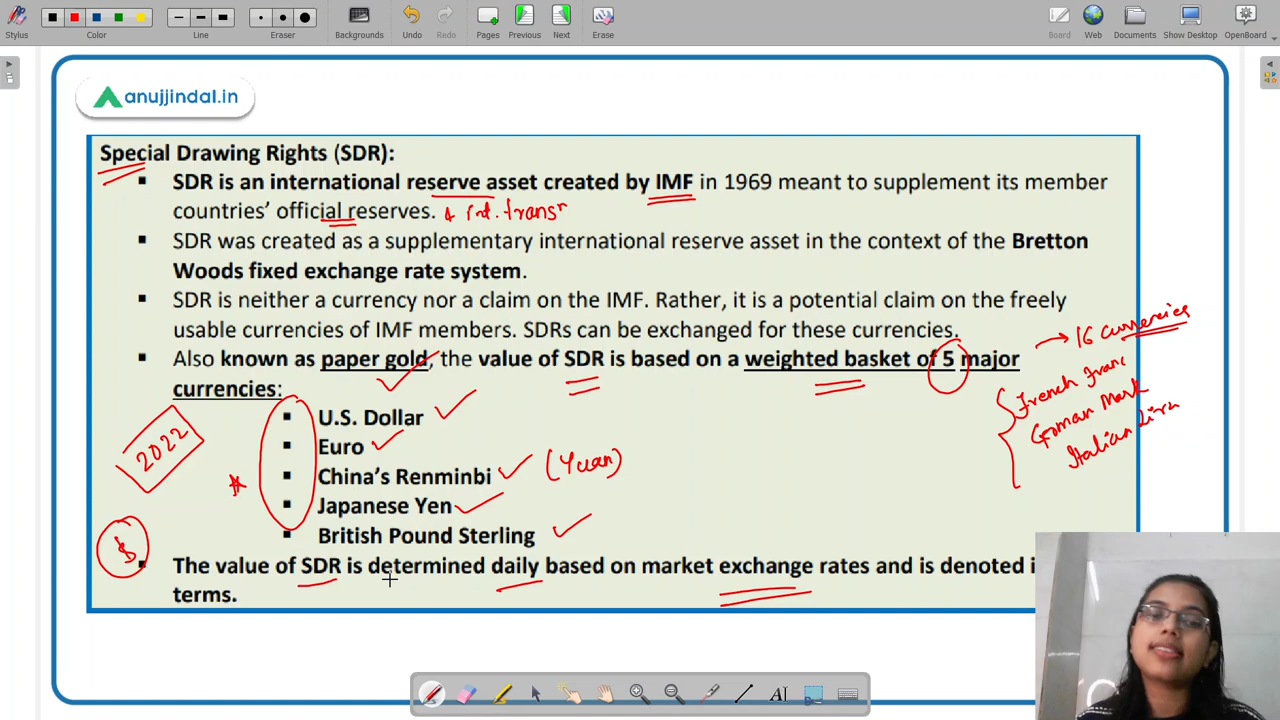 Stylus
Color
Line
Eraser
Backgrounds
Undo
Redo
Pages
Previous
Next
Erase
Board
Web
Documents
Show Desktop
OpenBoard
anujjindal.in
Special Drawing Rights (SDR):
SDR is an international reserve asset created by IMF in 1969 meant to supplement its member
countries' official reserves. & int. transn
SDR was created as a supplementary international reserve asset in the context of the Bretton
Woods fixed exchange rate system.
SDR is neither a currency nor a claim on the IMF. Rather, it is a potential claim on the freely
usable currencies of IMF members. SDRs can be exchanged for these currencies.
→ 16 currencies
Also known as paper gold, the value of SDR is based on a weighted basket of 5 major
currencies:
French Franc
German Mark
Italian Lira
2022
U.S. Dollar
Euro
China's Renminbi (Yuan)
Japanese Yen
British Pound Sterling
$
The value of SDR is determined daily based on market exchange rates and is denoted i
terms.